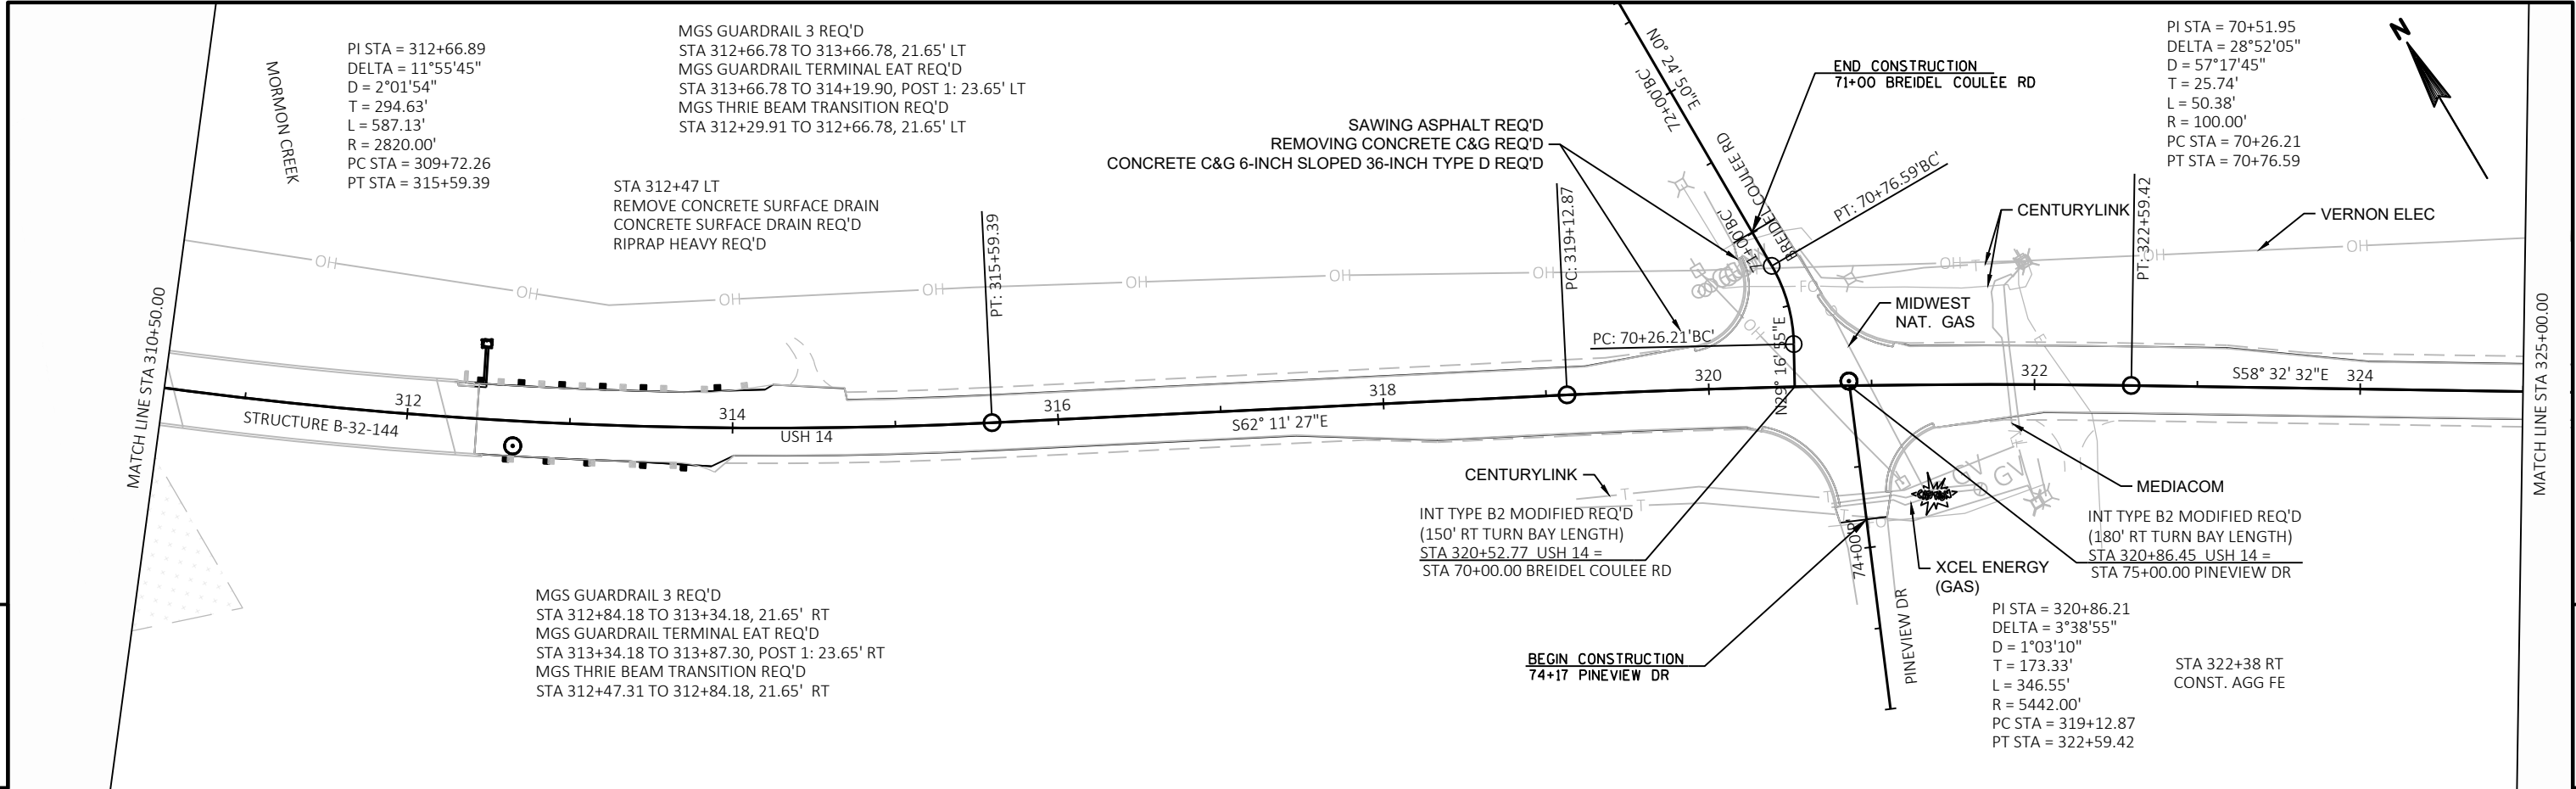 MATCH LINE STA 310+50.00
MORMON CREEK
PI STA = 312+66.89
DELTA = 11°55'45"
D = 2°01'54"
T = 294.63'
L = 587.13'
R = 2820.00'
PC STA = 309+72.26
PT STA = 315+59.39
MGS GUARDRAIL 3 REQ'D
STA 312+66.78 TO 313+66.78, 21.65' LT
MGS GUARDRAIL TERMINAL EAT REQ'D
STA 313+66.78 TO 314+19.90, POST 1: 23.65' LT
MGS THRIE BEAM TRANSITION REQ'D
STA 312+29.91 TO 312+66.78, 21.65' LT
STA 312+47 LT
REMOVE CONCRETE SURFACE DRAIN
CONCRETE SURFACE DRAIN REQ'D
RIPRAP HEAVY REQ'D
SAWING ASPHALT REQ'D
REMOVING CONCRETE C&G REQ'D
CONCRETE C&G 6-INCH SLOPED 36-INCH TYPE D REQ'D
N0° 24' 50"E
72+00'BC'
BREIDEL COULEE RD
71+00'BC'
END CONSTRUCTION
71+00 BREIDEL COULEE RD
PT: 70+76.59'BC'
PI STA = 70+51.95
DELTA = 28°52'05"
D = 57°17'45"
T = 25.74'
L = 50.38'
R = 100.00'
PC STA = 70+26.21
PT STA = 70+76.59
N
CENTURYLINK
VERNON ELEC
PT: 315+59.39
PC: 319+12.87
PT: 322+59.42
OH
OH
OH
OH
OH
OH
OH
OH
OH
OH
OH
T
FO
OH
G
E
MIDWEST
NAT. GAS
PC: 70+26.21'BC'
N29° 16' 55"E
312
314
316
318
320
322
324
STRUCTURE B-32-144
USH 14
S62° 11' 27"E
S58° 32' 32"E
MATCH LINE STA 325+00.00
CENTURYLINK
T
T
T
T
GV
GV
MEDIACOM
INT TYPE B2 MODIFIED REQ'D
(150' RT TURN BAY LENGTH)
STA 320+52.77 USH 14 =
STA 70+00.00 BREIDEL COULEE RD
INT TYPE B2 MODIFIED REQ'D
(180' RT TURN BAY LENGTH)
STA 320+86.45 USH 14 =
STA 75+00.00 PINEVIEW DR
XCEL ENERGY
(GAS)
PINEVIEW DR
BEGIN CONSTRUCTION
74+17 PINEVIEW DR
MGS GUARDRAIL 3 REQ'D
STA 312+84.18 TO 313+34.18, 21.65' RT
MGS GUARDRAIL TERMINAL EAT REQ'D
STA 313+34.18 TO 313+87.30, POST 1: 23.65' RT
MGS THRIE BEAM TRANSITION REQ'D
STA 312+47.31 TO 312+84.18, 21.65' RT
PI STA = 320+86.21
DELTA = 3°38'55"
D = 1°03'10"
T = 173.33'
L = 346.55'
R = 5442.00'
PC STA = 319+12.87
PT STA = 322+59.42
STA 322+38 RT
CONST. AGG FE